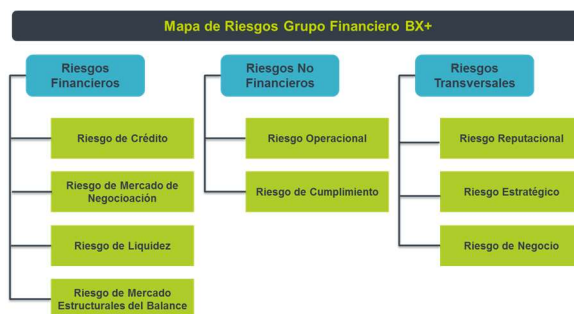 Mapa de Riesgos Grupo Financiero BX+
Riesgos
Financieros
Riesgo de Crédito
Riesgo de Mercado de
Negocioación
Riesgo de Liquidez
Riesgo de Mercado
Estructurales del Balance
Riesgos No
Financieros
Riesgo Operacional
Riesgo de Cumplimiento
Riesgos
Transversales
Riesgo Reputacional
Riesgo Estratégico
Riesgo de Negocio